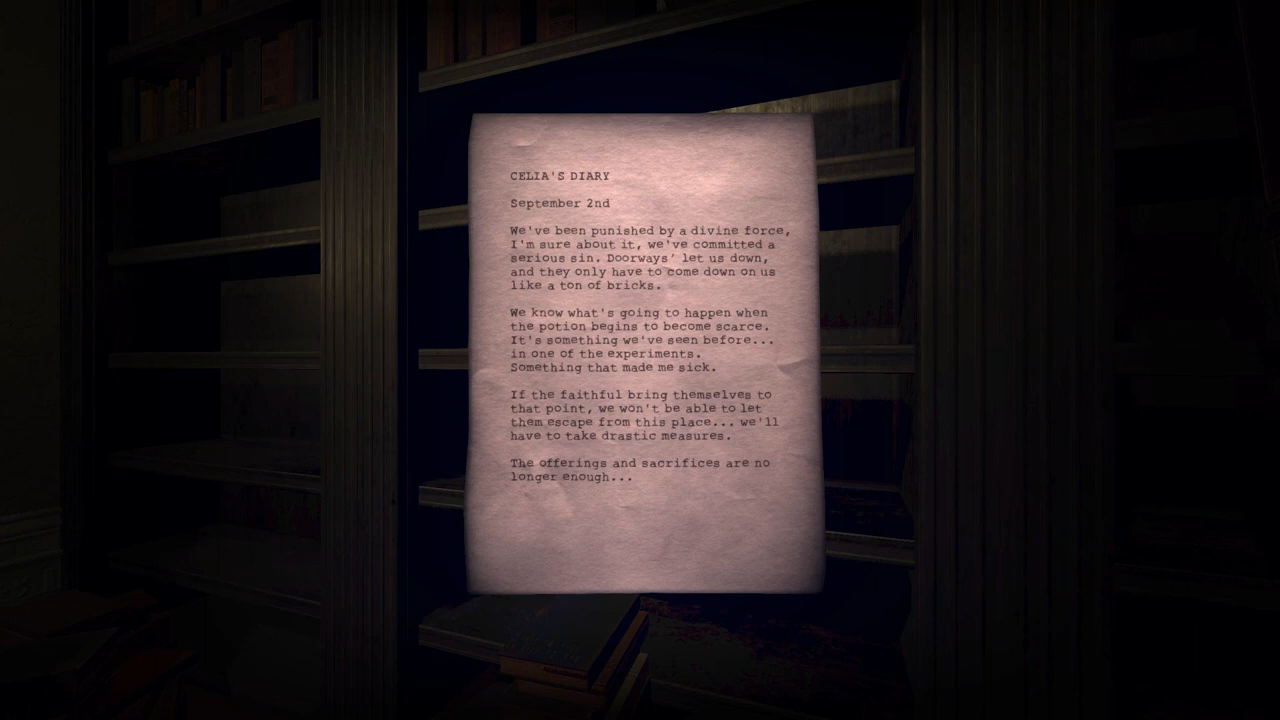 CELIA'S DIARY
September 2nd
We've been punished by a divine force,
I'm sure about it, we've committed a
serious sin. Doorways' let us down,
and they only have to come down on us
like a ton of bricks.
We know what's going to happen when
the potion begins to become scarce.
It's something we've seen before...
in one of the experiments.
Something that made me sick.
If the faithful bring themselves to
that point, we won't be able to let
them escape from this place... we'll
have to take drastic measures.
The offerings and sacrifices are no
longer enough...